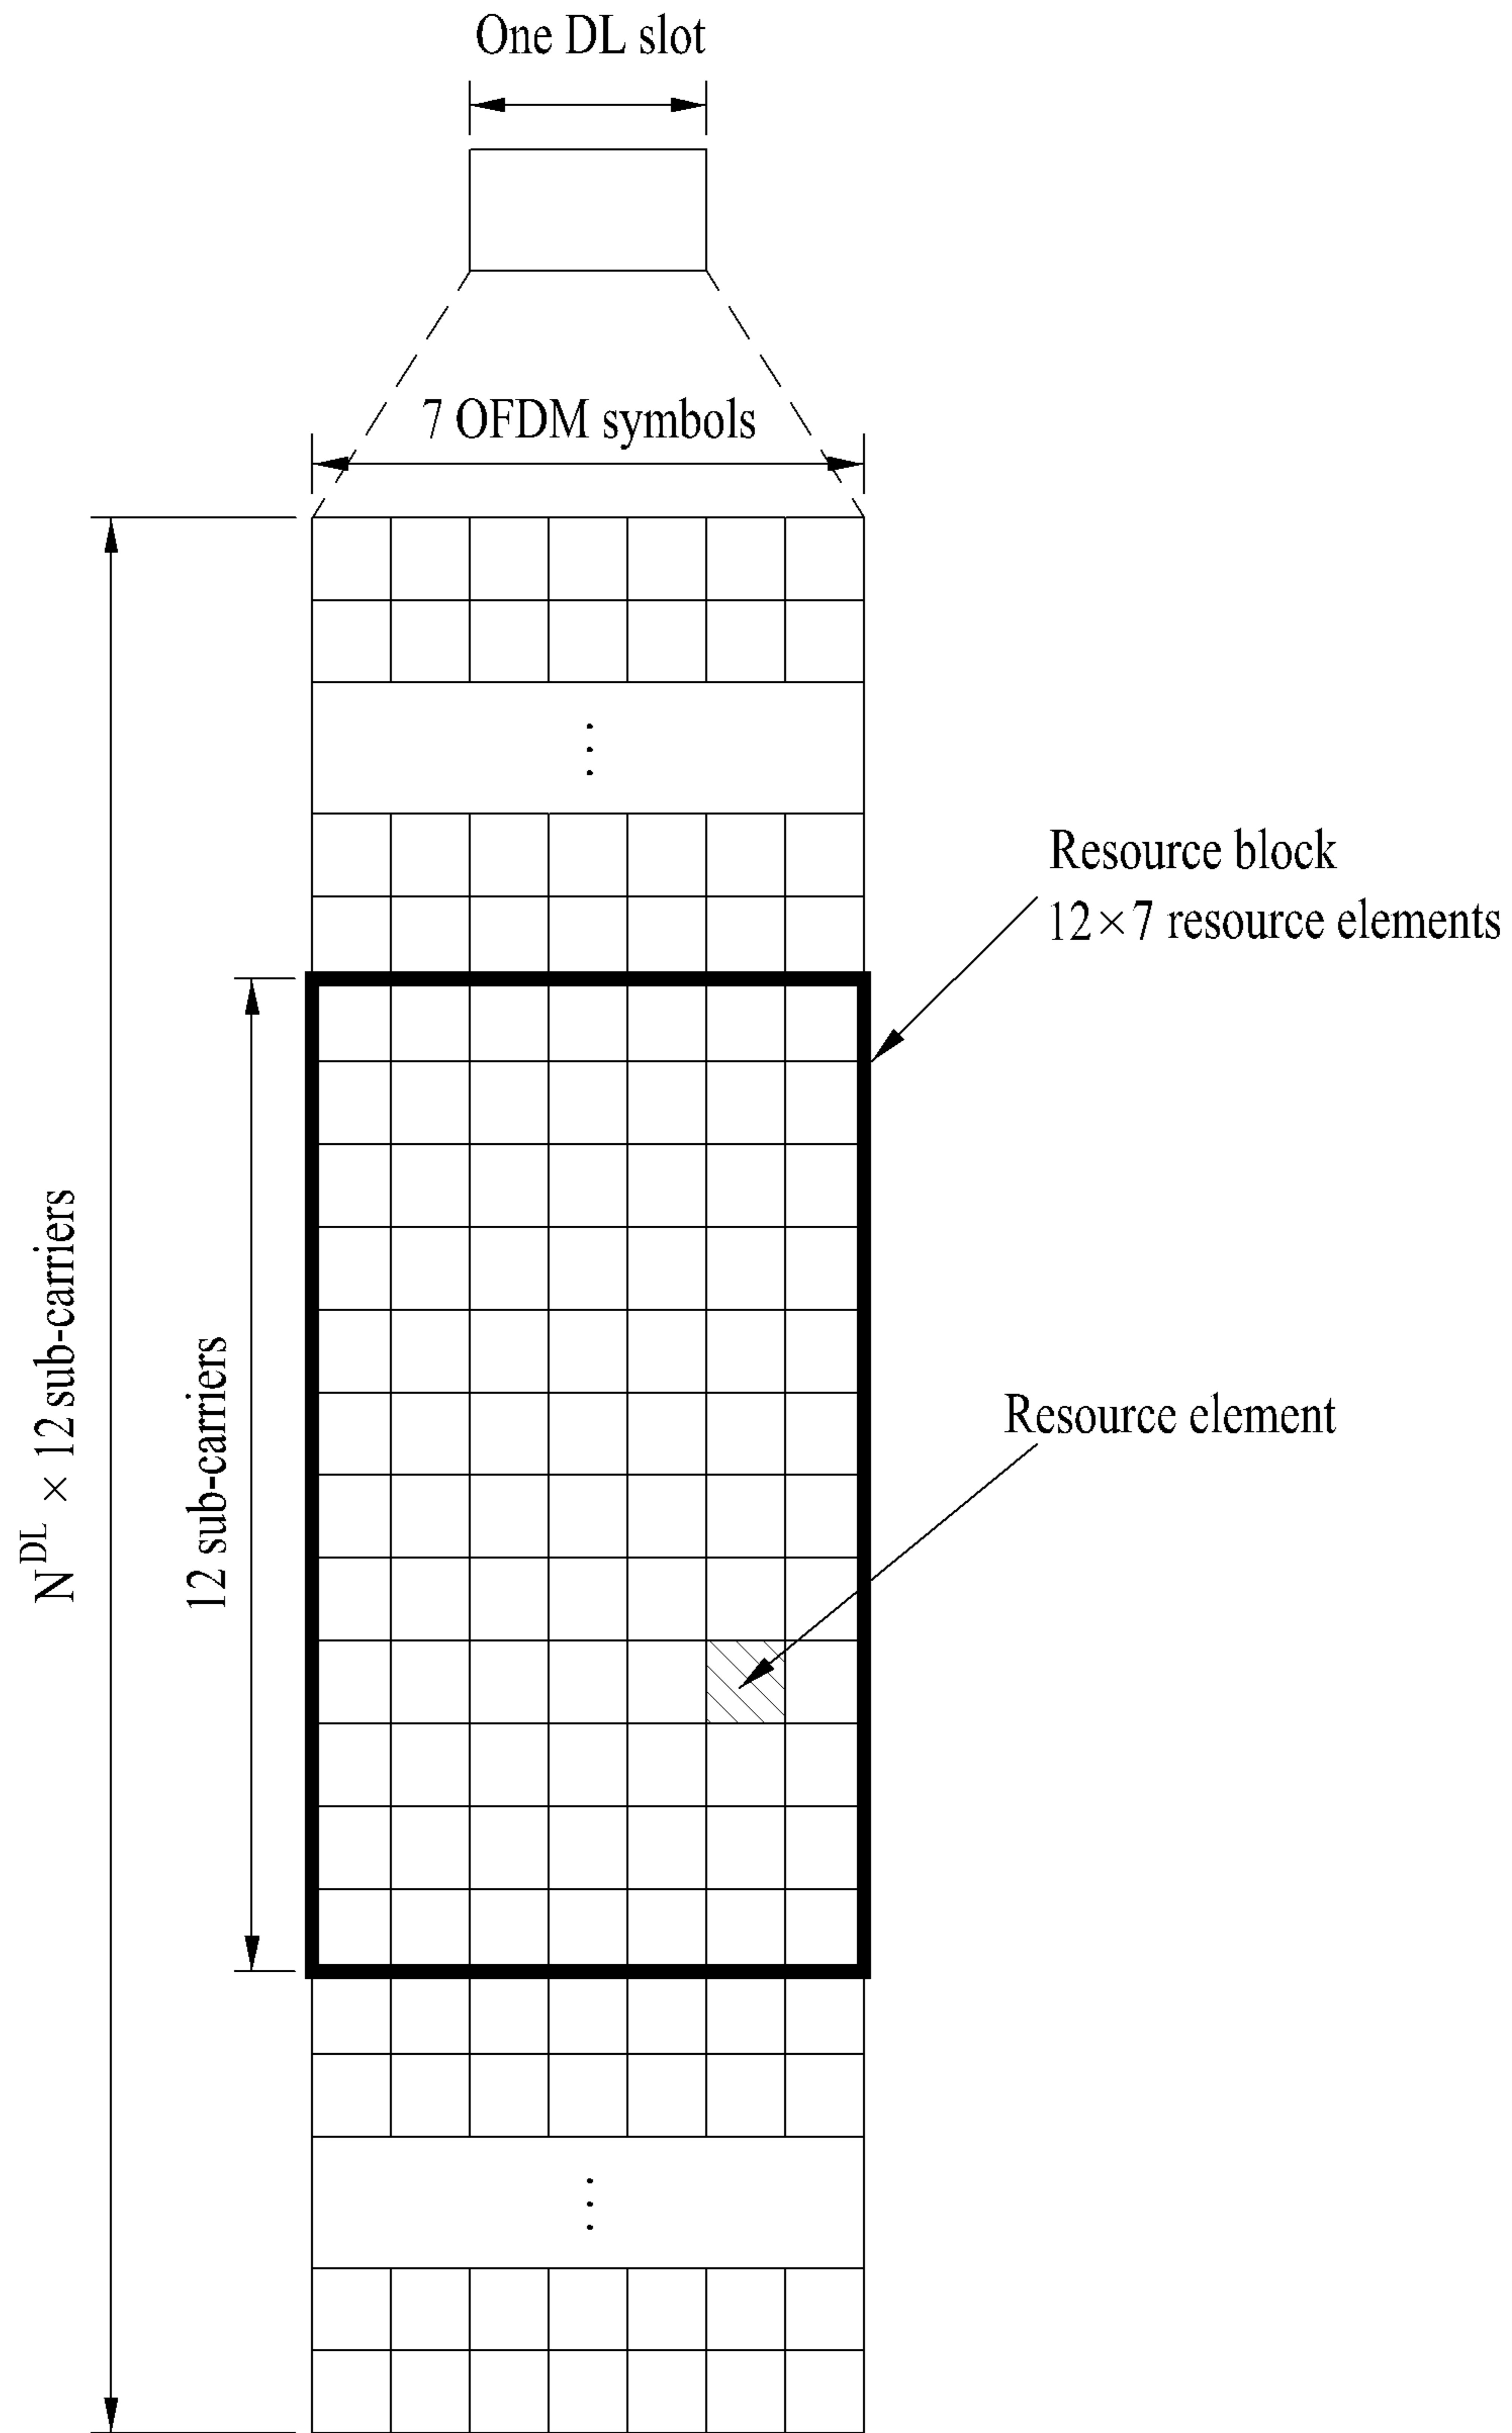 One DL slot
7 OFDM symbols
Resource block
12×7 resource elements
N^DL × 12 sub-carriers
12 sub-carriers
Resource element